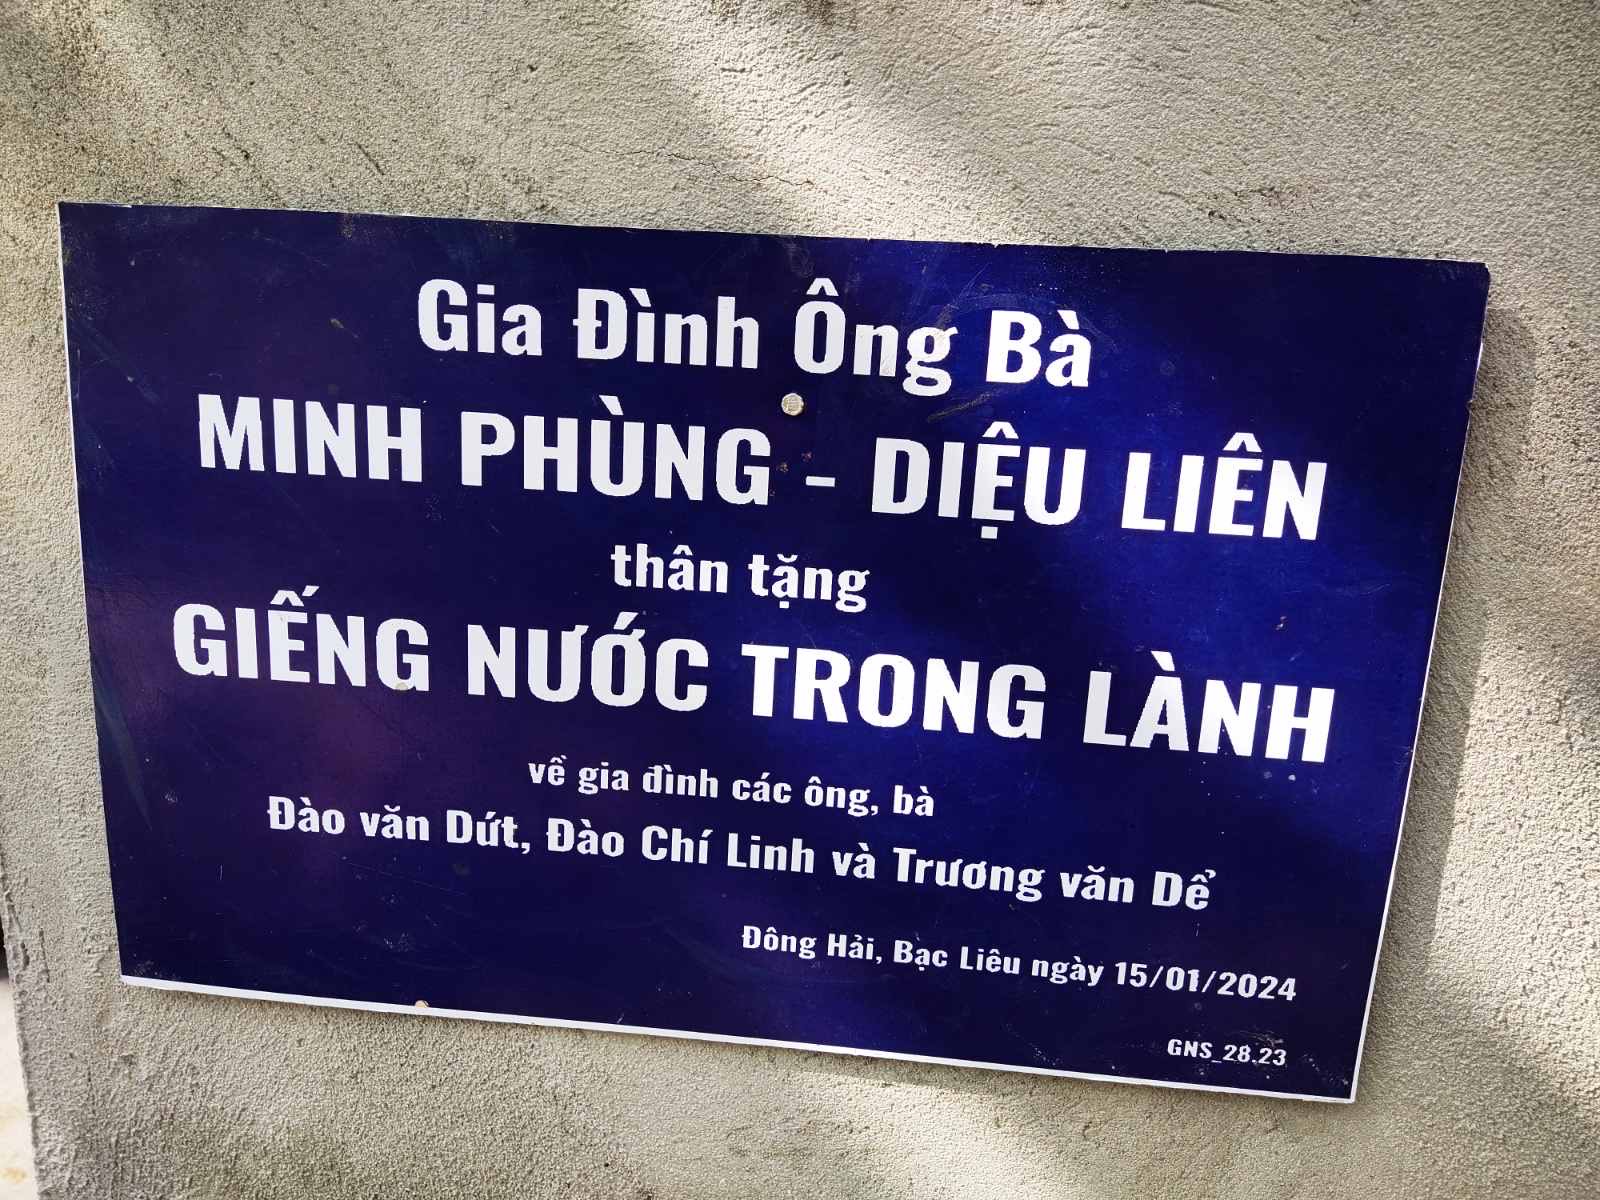 Gia Đình Ông Bà
MINH PHÙNG - DIỆU LIÊN
thân tặng
GIẾNG NƯỚC TRONG LÀNH
về gia đình các ông, bà
Đào văn Dứt, Đào Chí Linh và Trương văn Dể
Đông Hải, Bạc Liêu ngày 15/01/2024
GNS_28.23